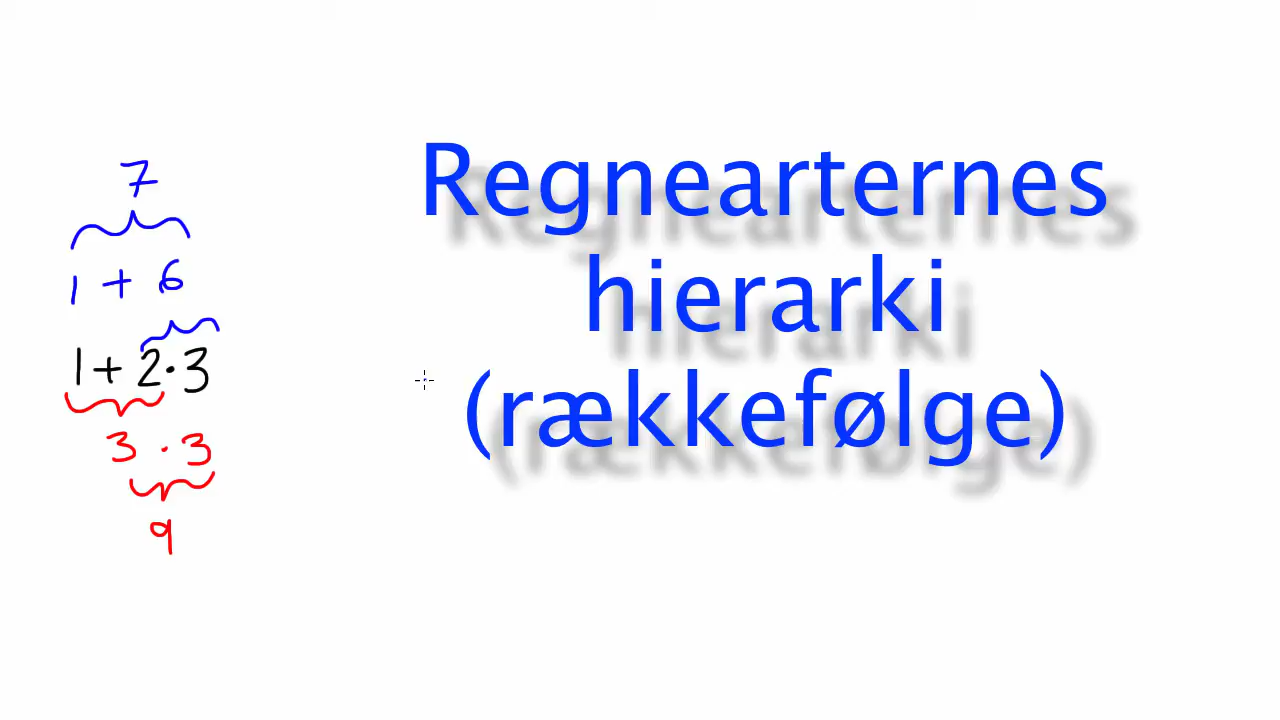 7
1 + 6
1 + 2 · 3
3 · 3
9
Regnearternes
hierarki
(rækkefølge)